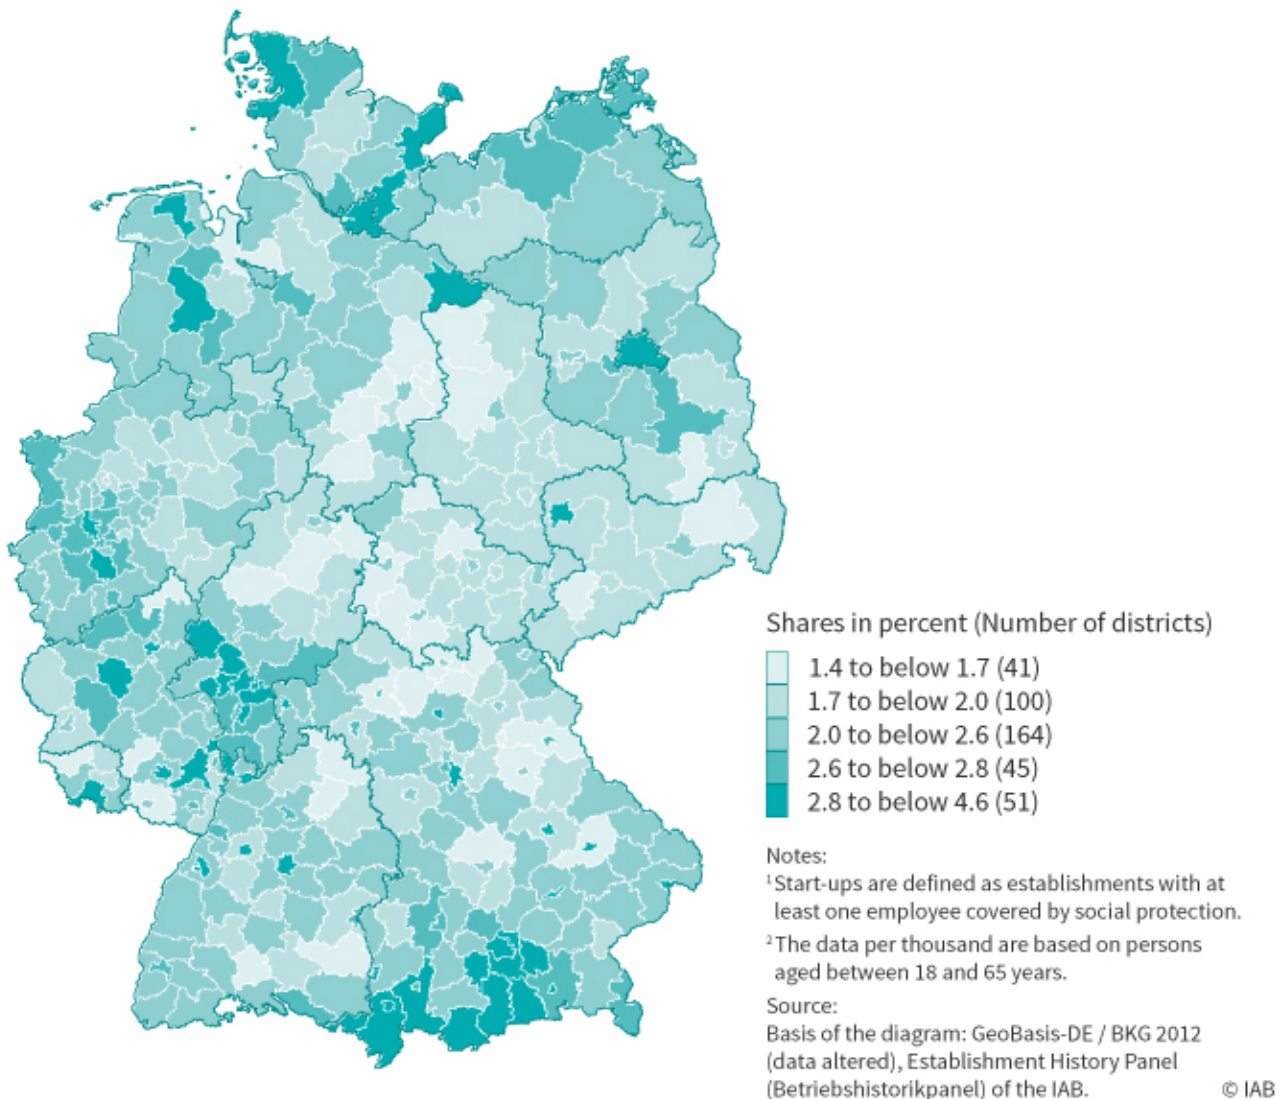 Shares in percent (Number of districts)
1.4 to below 1.7 (41)
1.7 to below 2.0 (100)
2.0 to below 2.6 (164)
2.6 to below 2.8 (45)
2.8 to below 4.6 (51)
Notes:
¹Start-ups are defined as establishments with at
least one employee covered by social protection.
²The data per thousand are based on persons
aged between 18 and 65 years.
Source:
Basis of the diagram: GeoBasis-DE / BKG 2012
(data altered), Establishment History Panel
(Betriebshistorikpanel) of the IAB. © IAB